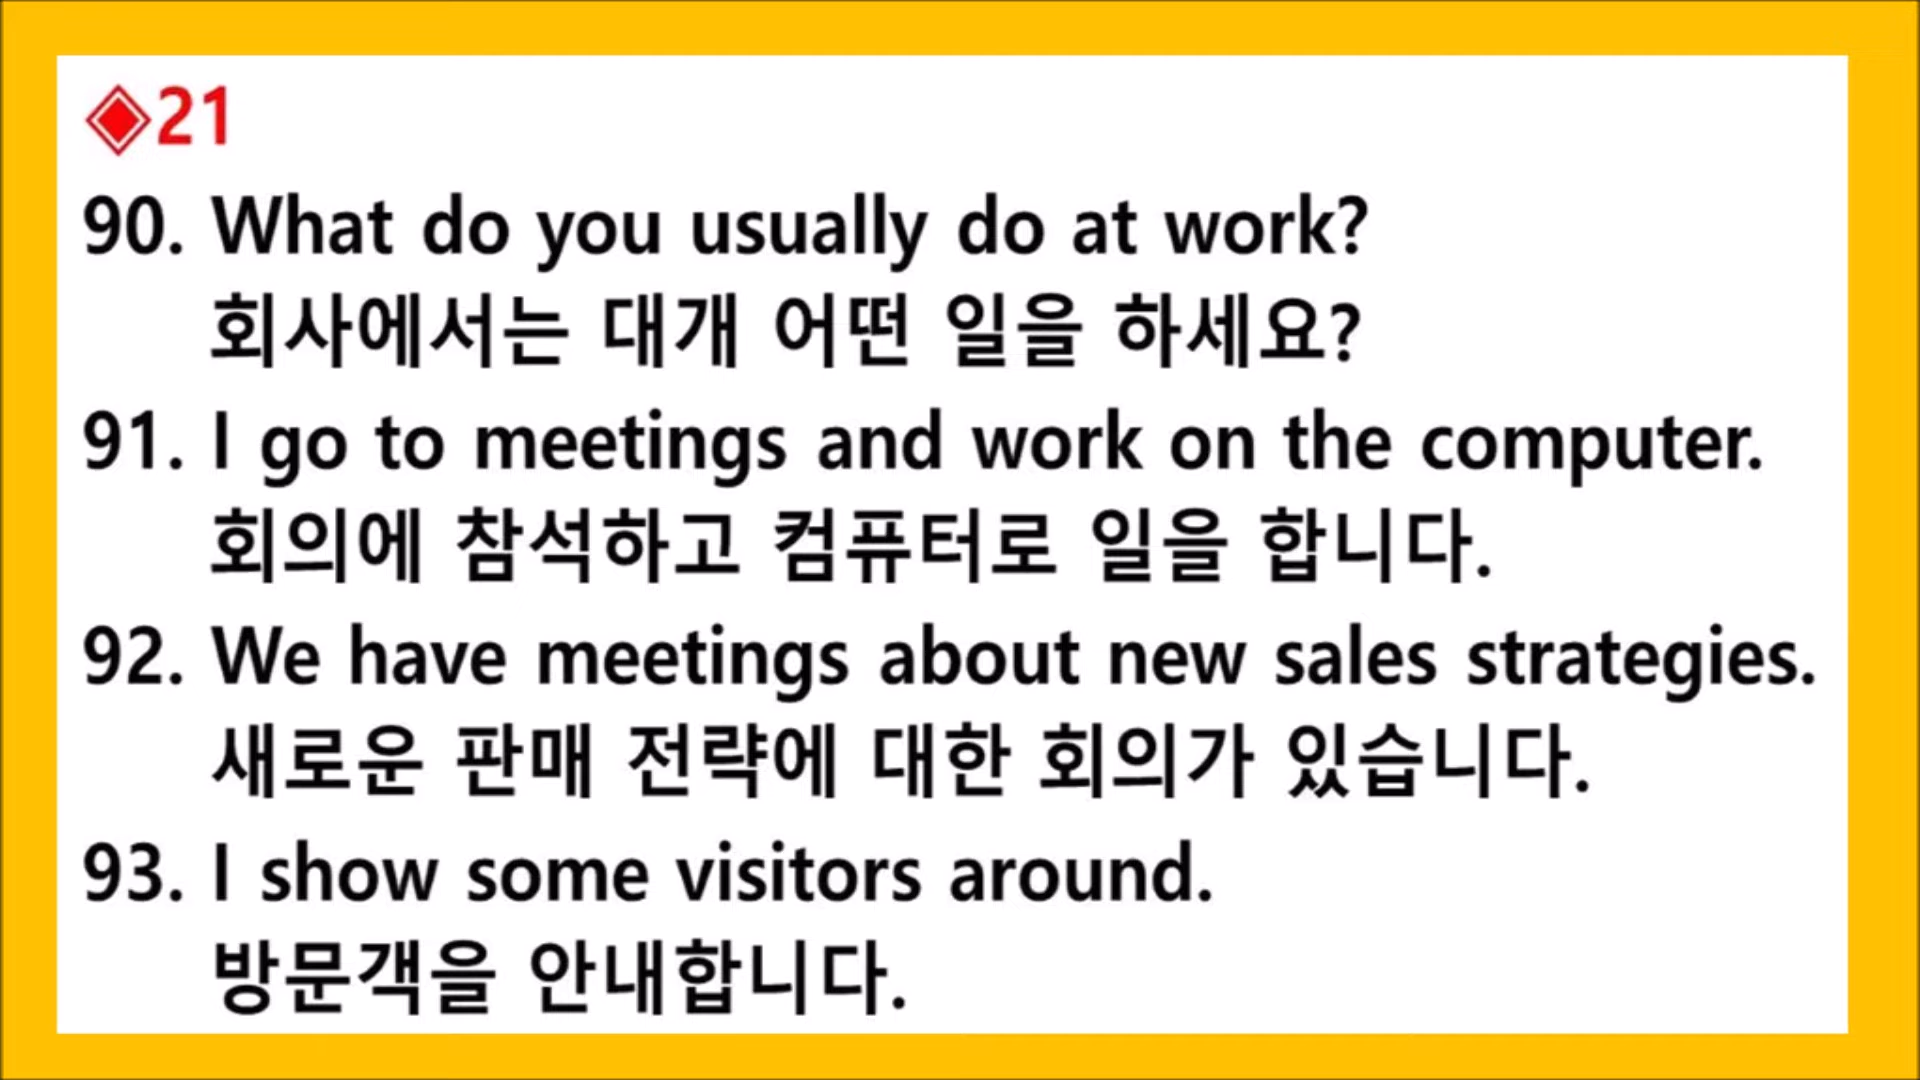 ◈21
90. What do you usually do at work?
회사에서는 대개 어떤 일을 하세요?
91. I go to meetings and work on the computer.
회의에 참석하고 컴퓨터로 일을 합니다.
92. We have meetings about new sales strategies.
새로운 판매 전략에 대한 회의가 있습니다.
93. I show some visitors around.
방문객을 안내합니다.